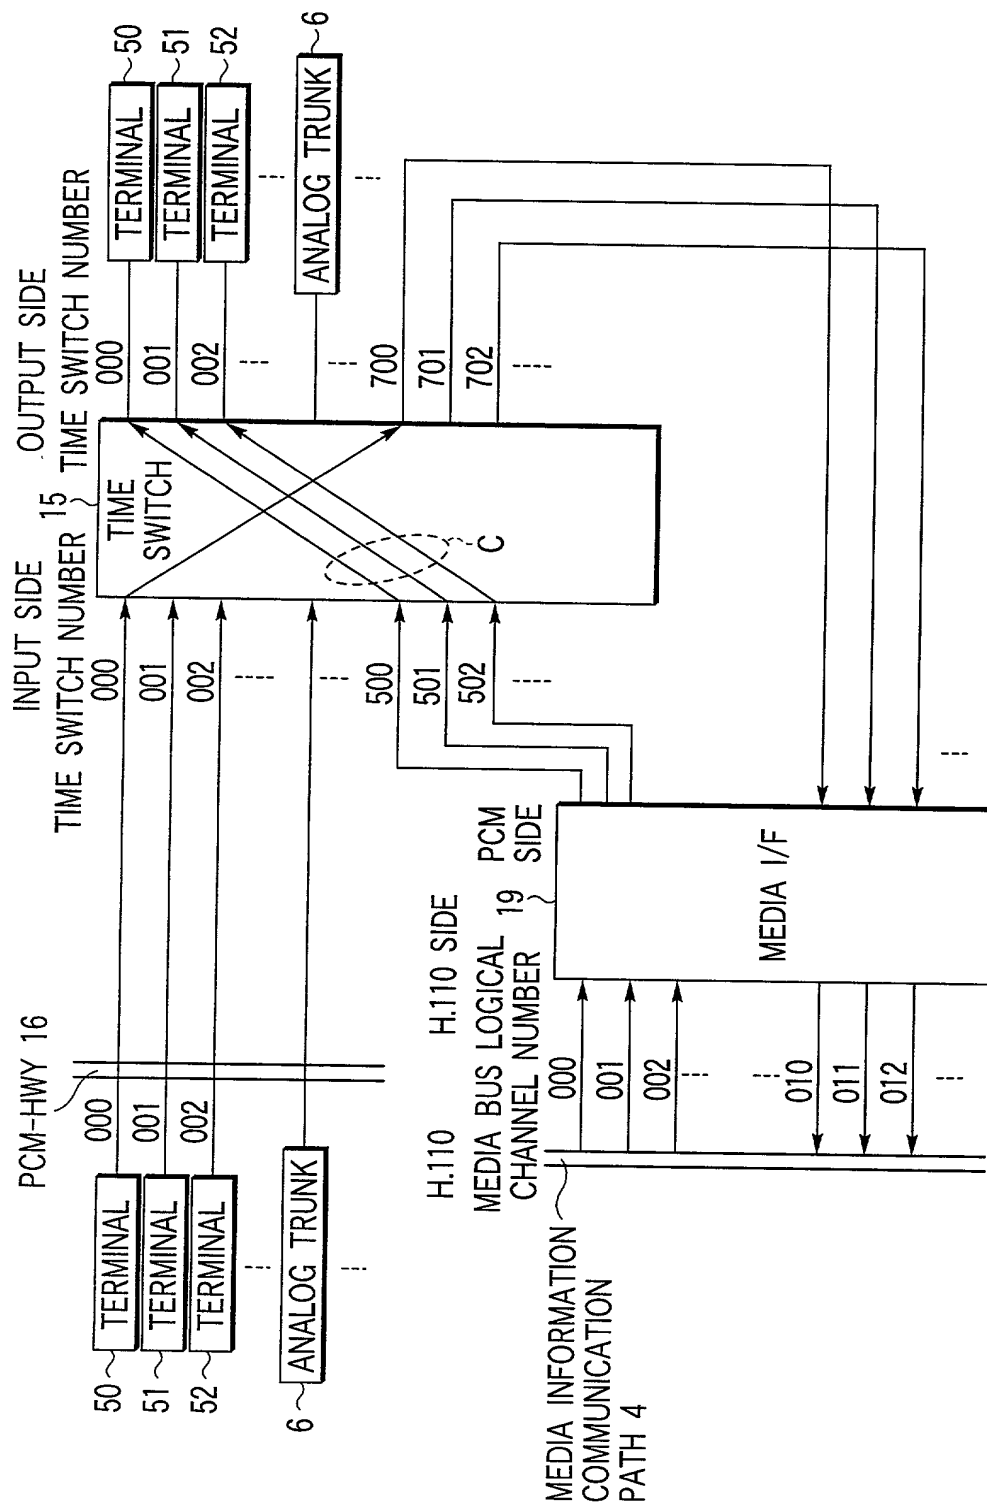 PCM-HWY 16
INPUT SIDE
TIME SWITCH NUMBER
15
OUTPUT SIDE
TIME SWITCH NUMBER
50
TERMINAL
000
000
TIME
SWITCH
000
TERMINAL
50
51
TERMINAL
001
001
001
TERMINAL
51
52
TERMINAL
002
002
002
TERMINAL
52
6
ANALOG TRUNK
ANALOG TRUNK
6
500
700
501
701
502
702
C
H.110
MEDIA BUS LOGICAL
CHANNEL NUMBER
H.110 SIDE
19
PCM
SIDE
MEDIA INFORMATION
COMMUNICATION
PATH 4
000
001
002
MEDIA I/F
010
011
012